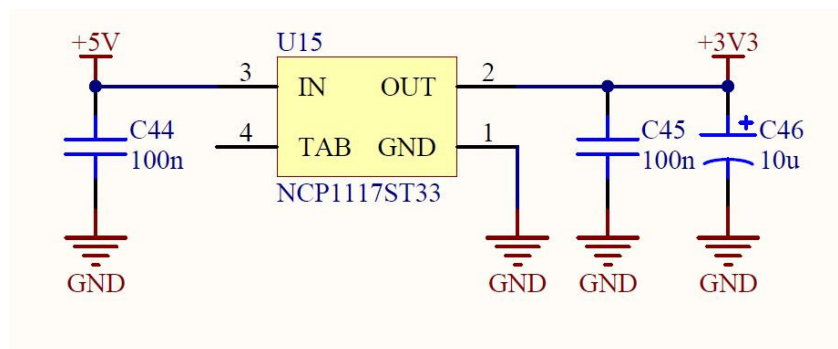 +5V U15 +3V3
3 IN OUT 2
C44 C45 C46
100n 4 TAB GND 1 100n 10u
NCP1117ST33
GND GND GND GND